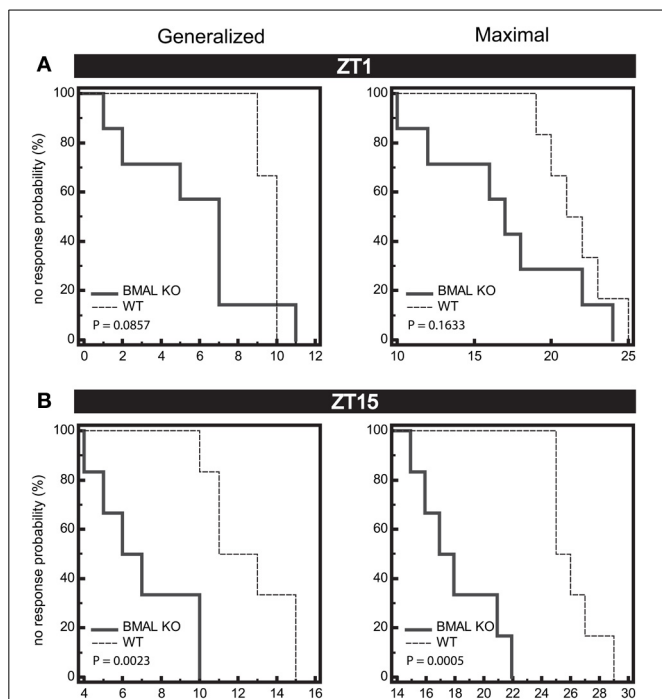 Generalized Maximal
A ZT1
no response probability (%)
100
80
60
40
20
0
BMAL KO
WT
P = 0.0857
0 2 4 6 8 10 12
100
80
60
40
20
0
BMAL KO
WT
P = 0.1633
10 15 20 25
B ZT15
no response probability (%)
100
80
60
40
20
0
BMAL KO
WT
P = 0.0023
4 6 8 10 12 14 16
100
80
60
40
20
0
BMAL KO
WT
P = 0.0005
14 16 18 20 22 24 26 28 30